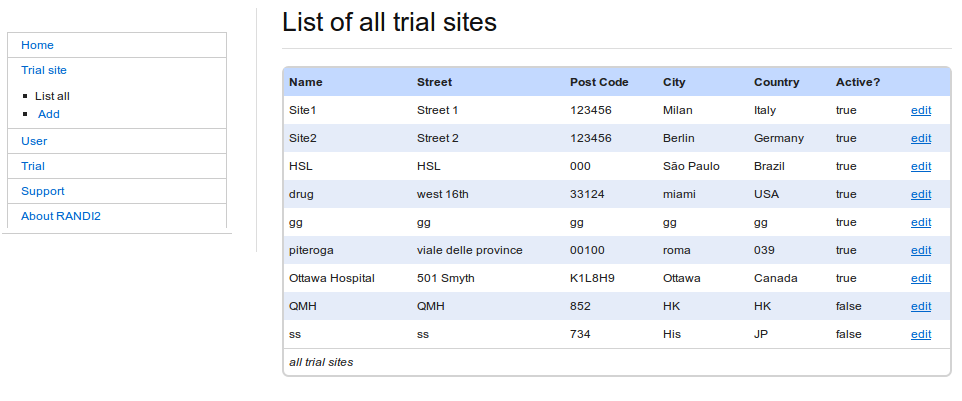 Home
Trial site
List all
Add
User
Trial
Support
About RANDI2
List of all trial sites
Name Street Post Code City Country Active?
Site1 Street 1 123456 Milan Italy true edit
Site2 Street 2 123456 Berlin Germany true edit
HSL HSL 000 São Paulo Brazil true edit
drug west 16th 33124 miami USA true edit
gg gg gg gg gg true edit
piteroga viale delle province 00100 roma 039 true edit
Ottawa Hospital 501 Smyth K1L8H9 Ottawa Canada true edit
QMH QMH 852 HK HK false edit
ss ss 734 His JP false edit
all trial sites